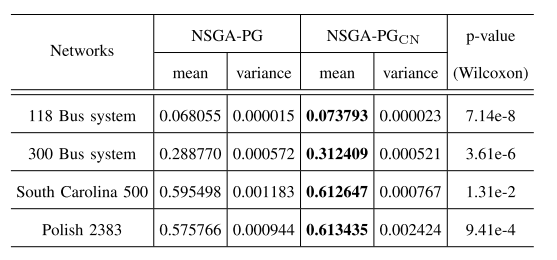 Networks NSGA-PG NSGA-PG_CN p-value
mean variance mean variance (Wilcoxon)
118 Bus system 0.068055 0.000015 0.073793 0.000023 7.14e-8
300 Bus system 0.288770 0.000572 0.312409 0.000521 3.61e-6
South Carolina 500 0.595498 0.001183 0.612647 0.000767 1.31e-2
Polish 2383 0.575766 0.000944 0.613435 0.002424 9.41e-4